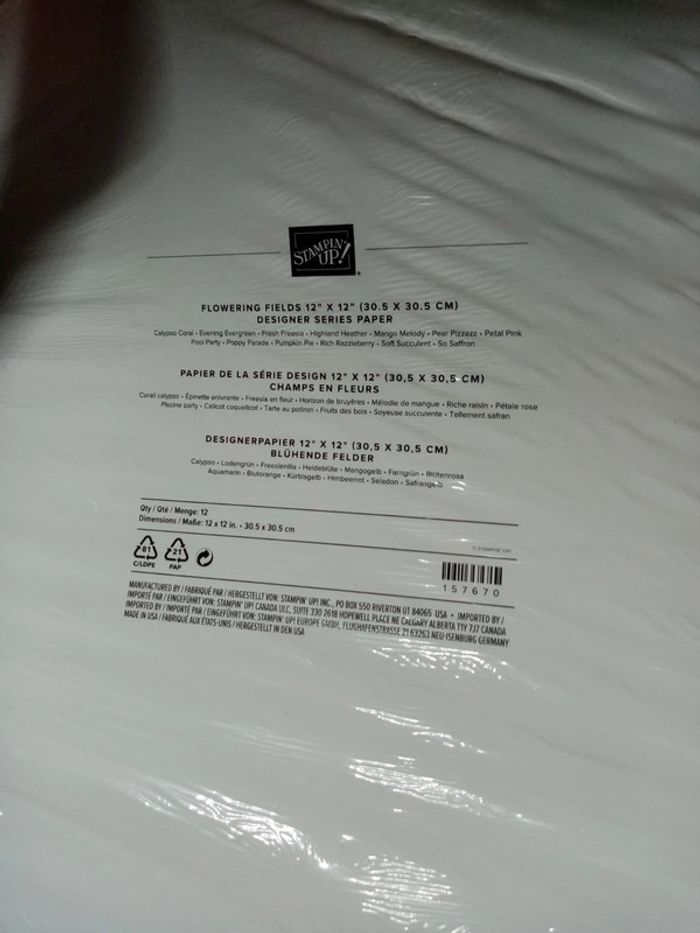 STAMPIN' UP!
FLOWERING FIELDS 12" X 12" (30.5 X 30.5 CM)
DESIGNER SERIES PAPER
Calypso Coral • Evening Evergreen • Fresh Freesia • Highland Heather • Mango Melody • Pear Pizzazz • Petal Pink
Pool Party • Poppy Parade • Pumpkin Pie • Rich Razzleberry • Soft Succulent • So Saffron
PAPIER DE LA SÉRIE DESIGN 12" X 12" (30,5 X 30,5 CM)
CHAMPS EN FLEURS
Corail calypso • Épinette enivrante • Freesia en fleur • Horizon de bruyères • Mélodie de mangue • Riche raisin • Pétale rose
Piscine party • Calicot coquelicot • Tarte au potiron • Fruits des bois • Soyeuse succulente • Tellement safran
DESIGNERPAPIER 12" X 12" (30,5 X 30,5 CM)
BLÜHENDE FELDER
Calypso • Lodengrün • Freesienlila • Heideblüte • Mangogelb • Farngrün • Blütenrosa
Aquamarin • Blutorange • Kürbisgelb • Himbeerrot • Seladon • Safrangelb
Qty / Qté / Menge: 12
Dimensions / Maße: 12 x 12 in. • 30.5 x 30.5 cm
© STAMPIN' UP!
81 21
C/LDPE PAP
157670
MANUFACTURED BY / FABRIQUÉ PAR / HERGESTELLT VON: STAMPIN' UP! INC., PO BOX 550 RIVERTON UT 84065 USA • IMPORTED BY /
IMPORTÉ PAR / EINGEFÜHRT VON: STAMPIN' UP! CANADA ULC, SUITE 330 7618 HOPEWELL PLACE NE CALGARY ALBERTA T1Y 7J7 CANADA
IMPORTED BY / IMPORTÉ PAR / EINGEFÜHRT VON: STAMPIN' UP! EUROPE GMBH, FLUGHAFENSTRASSE 21 63263 NEU-ISENBURG GERMANY
MADE IN USA / FABRIQUÉ AUX ÉTATS-UNIS / HERGESTELLT IN DEN USA